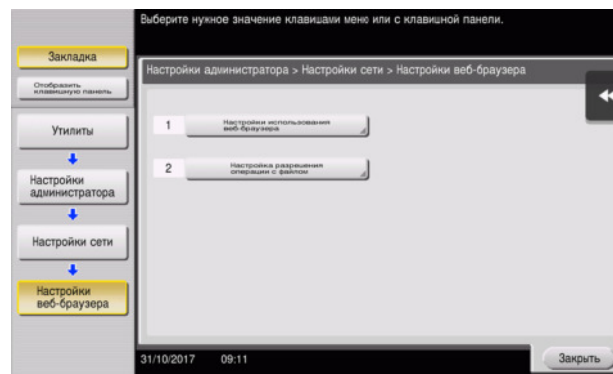 Выберите нужное значение клавишами меню или с клавишной панели.
Закладка
Отобразить
клавишную панель
Настройки администратора > Настройки сети > Настройки веб-браузера
Утилиты
Настройки
администратора
Настройки сети
Настройки
веб-браузера
1
Настройки использования
веб-браузера
2
Настройка разрешения
операции с файлом
31/10/2017 09:11
Закрыть